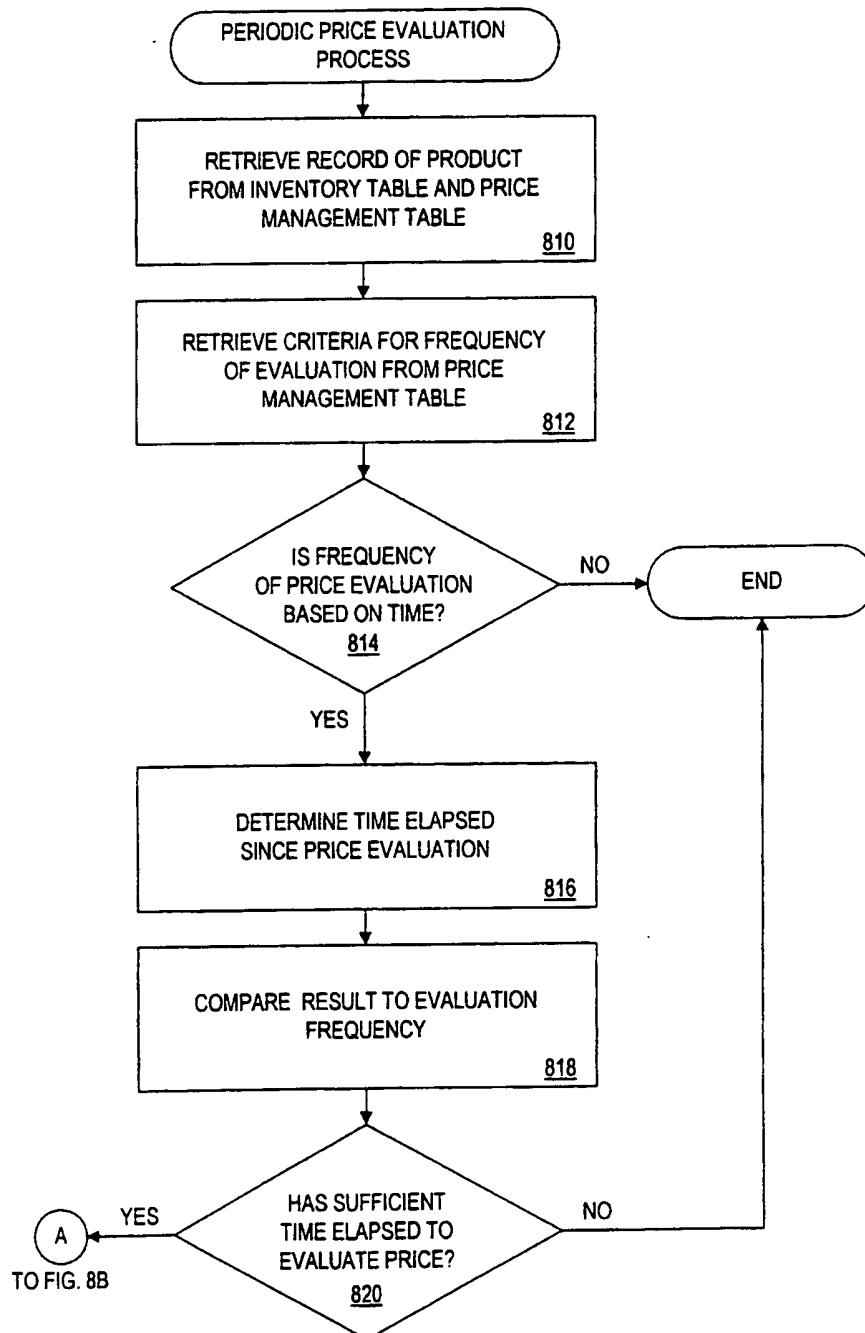 PERIODIC PRICE EVALUATION
PROCESS
RETRIEVE RECORD OF PRODUCT
FROM INVENTORY TABLE AND PRICE
MANAGEMENT TABLE
810
RETRIEVE CRITERIA FOR FREQUENCY
OF EVALUATION FROM PRICE
MANAGEMENT TABLE
812
IS FREQUENCY
OF PRICE EVALUATION
BASED ON TIME?
814
NO
END
YES
DETERMINE TIME ELAPSED
SINCE PRICE EVALUATION
816
COMPARE RESULT TO EVALUATION
FREQUENCY
818
HAS SUFFICIENT
TIME ELAPSED TO
EVALUATE PRICE?
820
NO
YES
A
TO FIG. 8B